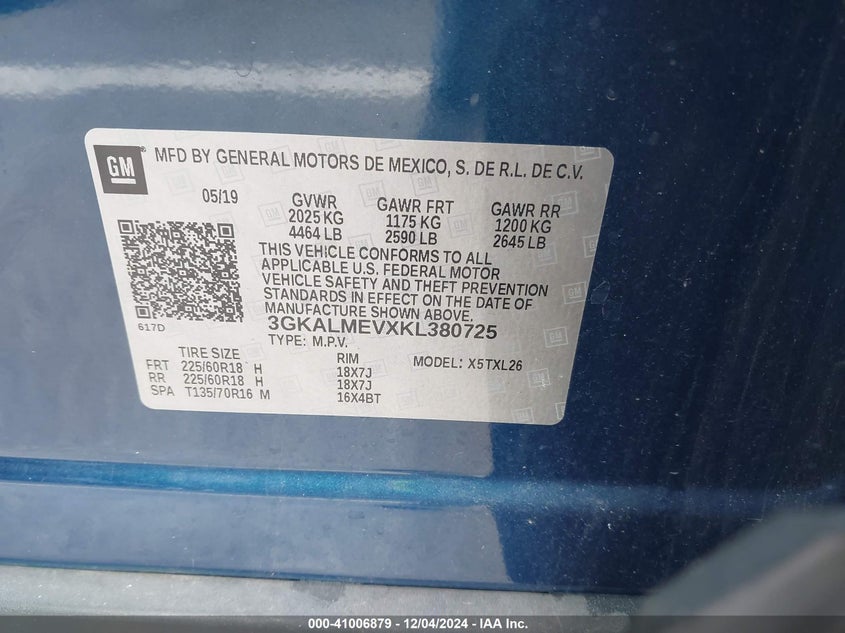 GM
MFD BY GENERAL MOTORS DE MEXICO, S. DE R.L. DE C.V.
05/19 GVWR GAWR FRT GAWR RR
2025 KG 1175 KG 1200 KG
4464 LB 2590 LB 2645 LB
THIS VEHICLE CONFORMS TO ALL
APPLICABLE U.S. FEDERAL MOTOR
VEHICLE SAFETY AND THEFT PREVENTION
STANDARDS IN EFFECT ON THE DATE OF
MANUFACTURE SHOWN ABOVE.
617D
3GKALMEVXKL380725
TYPE: M.P.V.
TIRE SIZE RIM MODEL: X5TXL26
FRT 225/60R18 H 18X7J
RR 225/60R18 H 18X7J
SPA T135/70R16 M 16X4BT
000-41006879 - 12/04/2024 - IAA Inc.